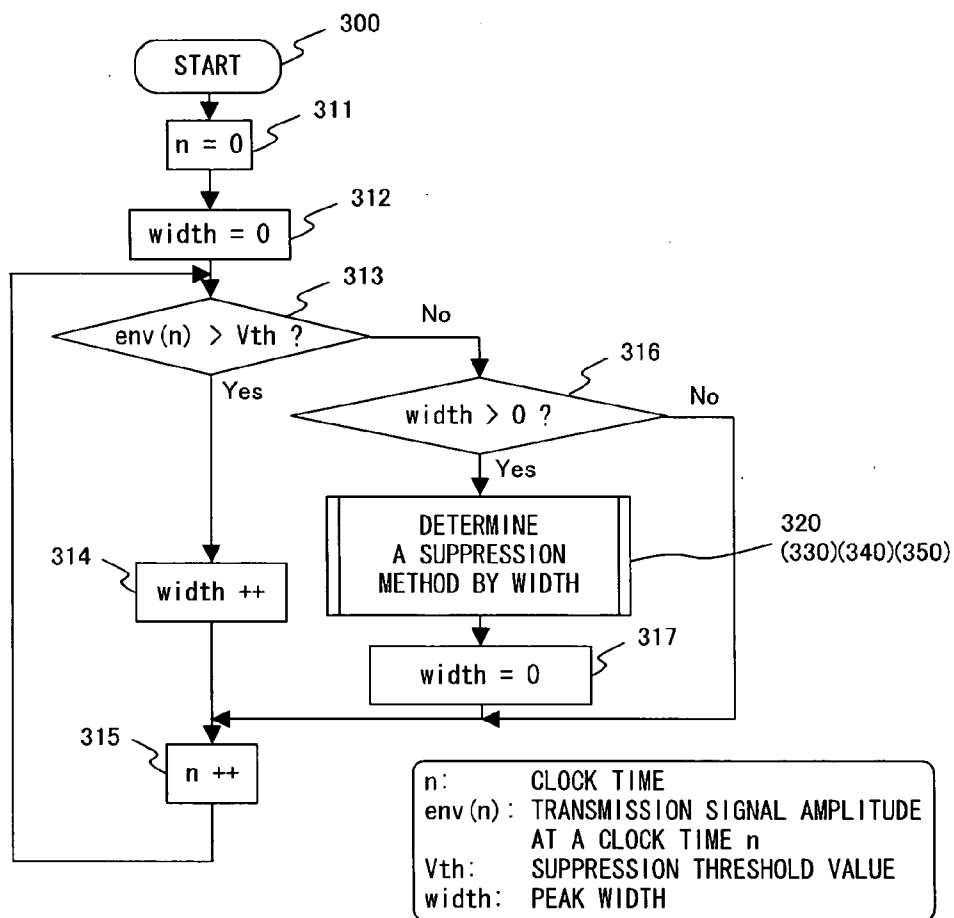 300
START
311
n = 0
312
width = 0
313
env(n) > Vth ?
No
316
Yes
width > 0 ?
No
Yes
DETERMINE
A SUPPRESSION
METHOD BY WIDTH
320
(330)(340)(350)
314
width ++
317
width = 0
315
n ++
n: CLOCK TIME
env(n): TRANSMISSION SIGNAL AMPLITUDE
AT A CLOCK TIME n
Vth: SUPPRESSION THRESHOLD VALUE
width: PEAK WIDTH